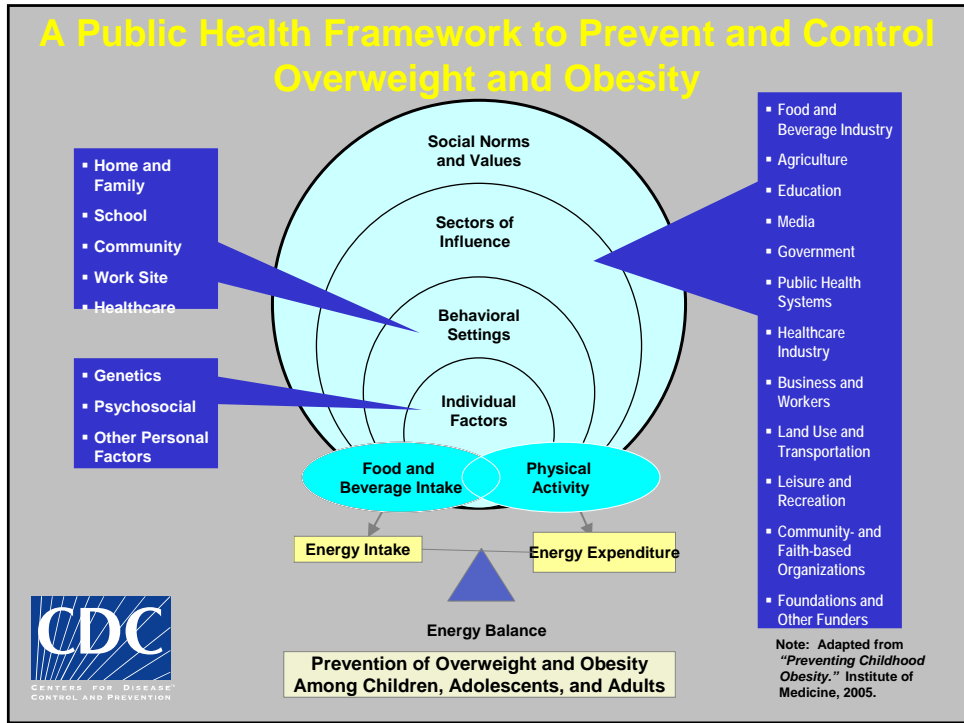 A Public Health Framework to Prevent and Control
Overweight and Obesity
▪ Home and
Family
▪ School
▪ Community
▪ Work Site
▪ Healthcare
▪ Genetics
▪ Psychosocial
▪ Other Personal
Factors
Social Norms
and Values
Sectors of
Influence
Behavioral
Settings
Individual
Factors
Food and
Beverage Intake
Physical
Activity
Energy Intake
Energy Expenditure
Energy Balance
Prevention of Overweight and Obesity
Among Children, Adolescents, and Adults
▪ Food and
Beverage Industry
▪ Agriculture
▪ Education
▪ Media
▪ Government
▪ Public Health
Systems
▪ Healthcare
Industry
▪ Business and
Workers
▪ Land Use and
Transportation
▪ Leisure and
Recreation
▪ Community- and
Faith-based
Organizations
▪ Foundations and
Other Funders
Note: Adapted from
"Preventing Childhood
Obesity." Institute of
Medicine, 2005.
CDC
CENTERS FOR DISEASE
CONTROL AND PREVENTION